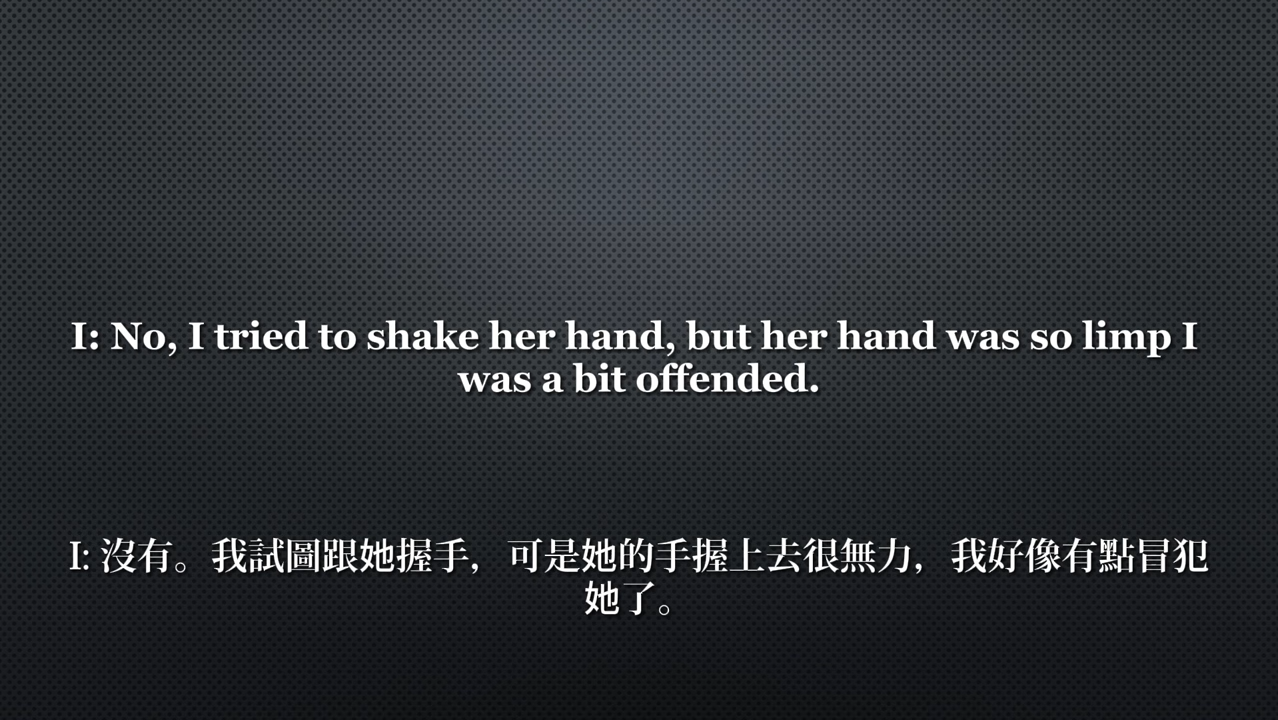 I: No, I tried to shake her hand, but her hand was so limp I
was a bit offended.
I: 沒有。我試圖跟她握手，可是她的手握上去很無力，我好像有點冒犯
她了。